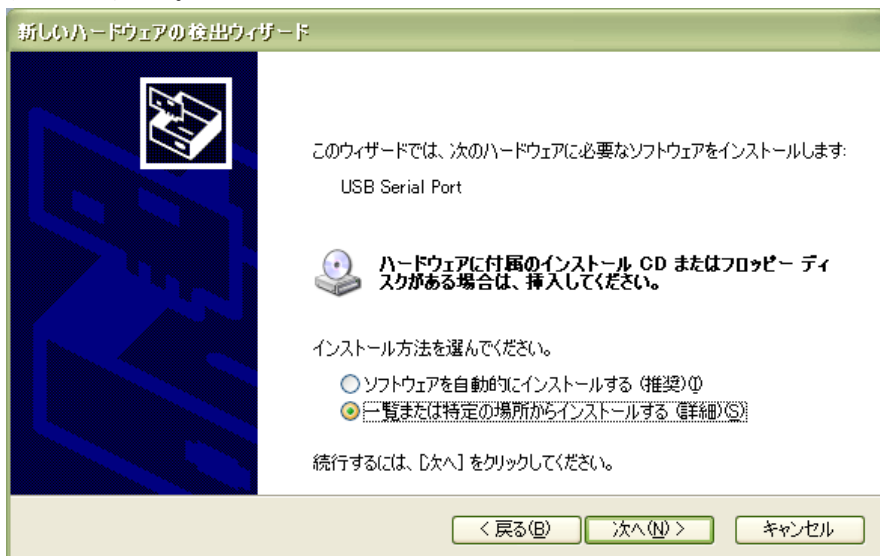 新しいハードウェアの検出ウィザード
このウィザードでは、次のハードウェアに必要なソフトウェアをインストールします:
USB Serial Port
ハードウェアに付属のインストール CD またはフロッピー ディ
スクがある場合は、挿入してください。
インストール方法を選んでください。
ソフトウェアを自動的にインストールする (推奨)(I)
一覧または特定の場所からインストールする (詳細)(S)
続行するには、[次へ] をクリックしてください。
< 戻る(B) 次へ(N) > キャンセル